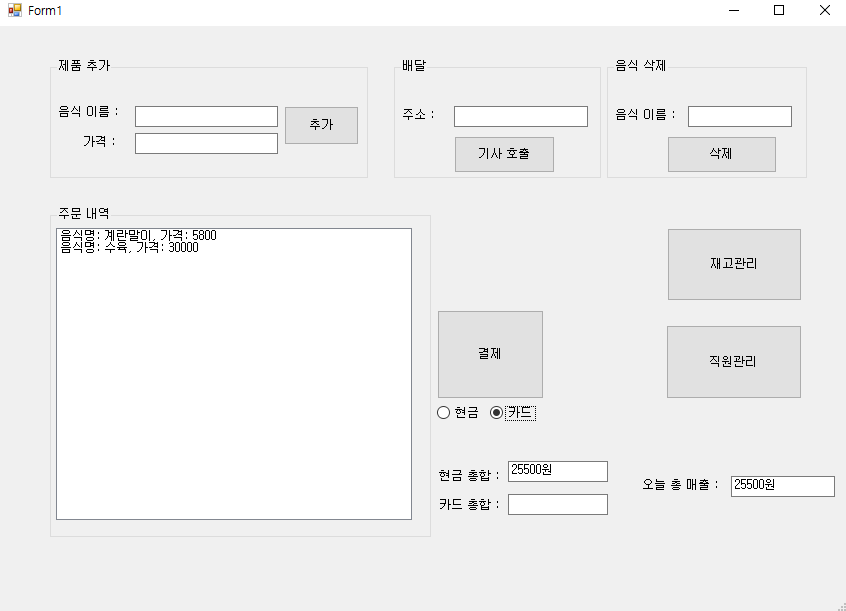 Form1
제품 추가
음식 이름 :
가격 :
추가
배달
주소 :
기사 호출
음식 삭제
음식 이름 :
삭제
주문 내역
음식명: 계란말이, 가격: 5800
음식명: 수육, 가격: 30000
결제
현금 카드
재고관리
직원관리
현금 총합 : 25500원
카드 총합 :
오늘 총 매출 : 25500원